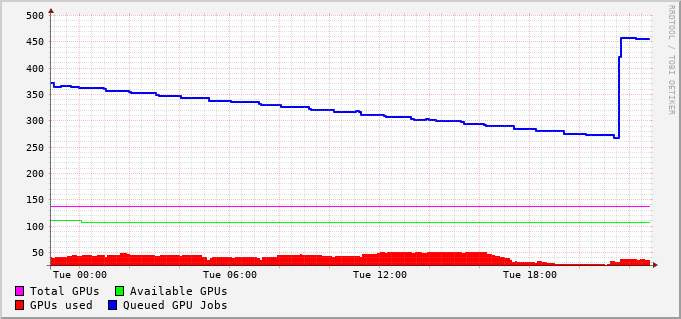 500
450
400
350
300
250
200
150
100
50
Tue 00:00 Tue 06:00 Tue 12:00 Tue 18:00
Total GPUs Available GPUs
GPUs used Queued GPU Jobs
RRDTOOL / TOBI OETIKER